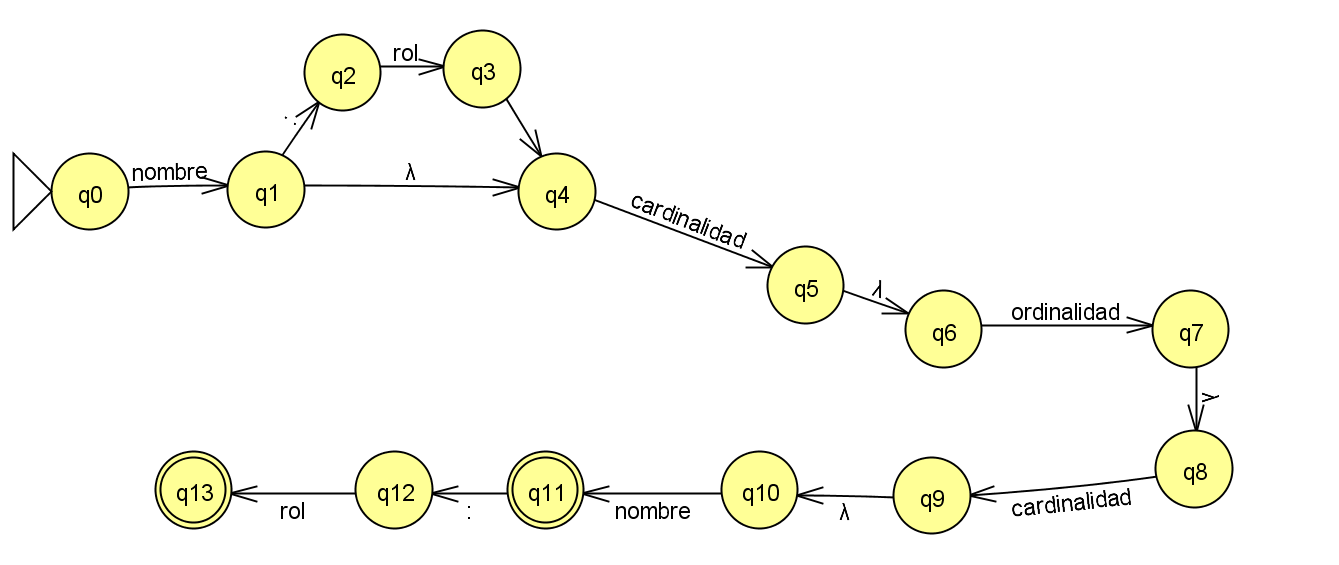 q2
rol
q3
:
nombre
λ
q0
q1
q4
cardinalidad
q5
λ
q6
ordinalidad
q7
λ
q8
cardinalidad
q9
λ
q10
nombre
q11
:
q12
rol
q13